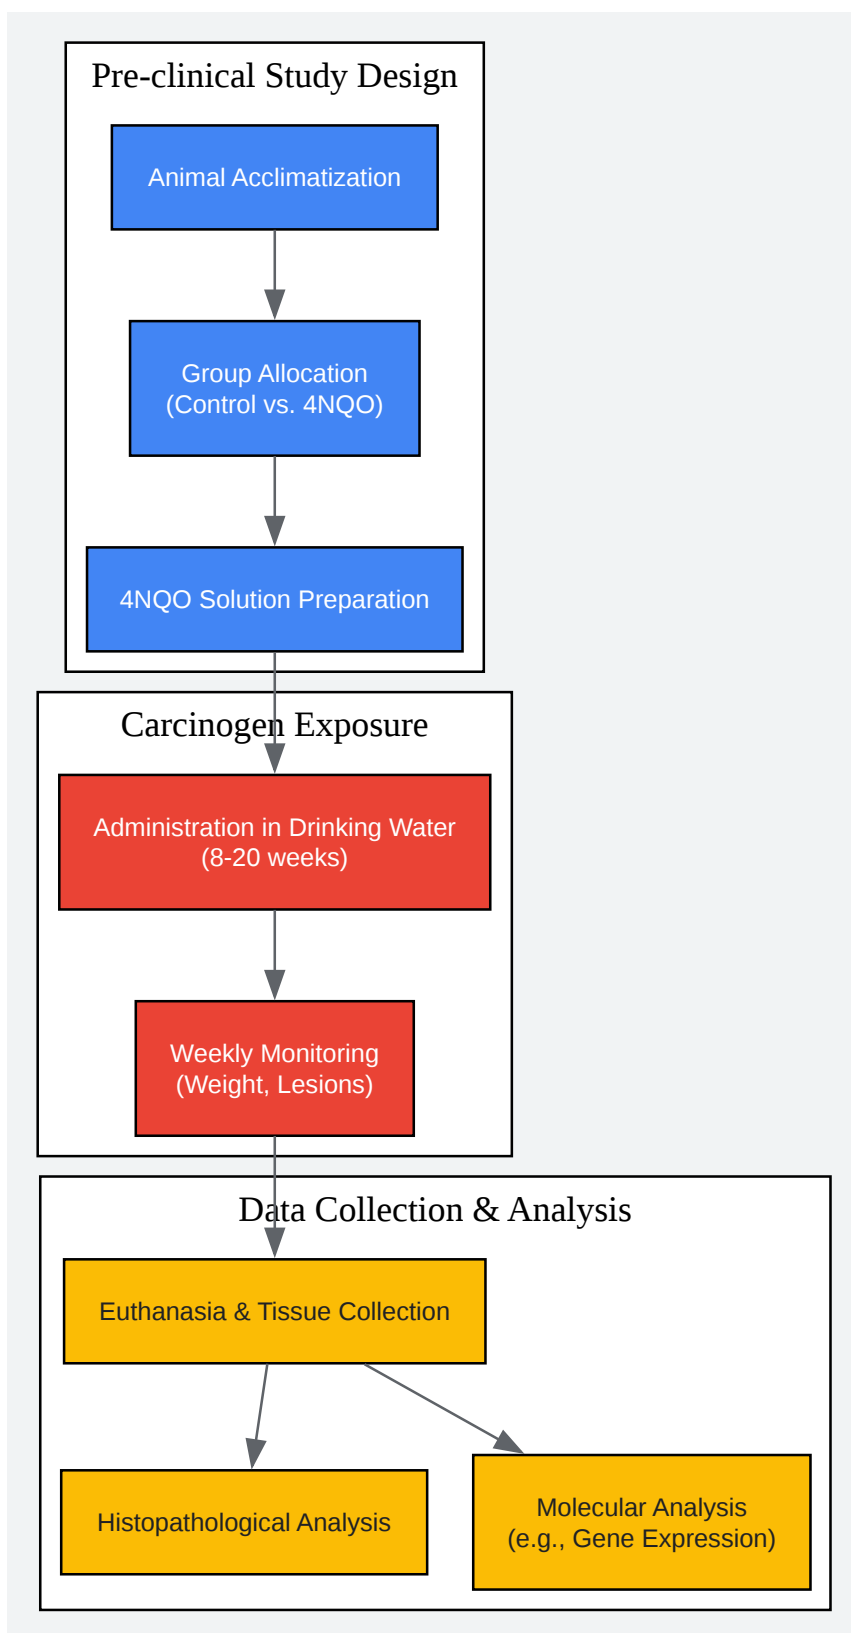 Pre-clinical Study Design
Animal Acclimatization
Group Allocation
(Control vs. 4NQO)
4NQO Solution Preparation
Carcinogen Exposure
Administration in Drinking Water
(8-20 weeks)
Weekly Monitoring
(Weight, Lesions)
Data Collection & Analysis
Euthanasia & Tissue Collection
Histopathological Analysis
Molecular Analysis
(e.g., Gene Expression)